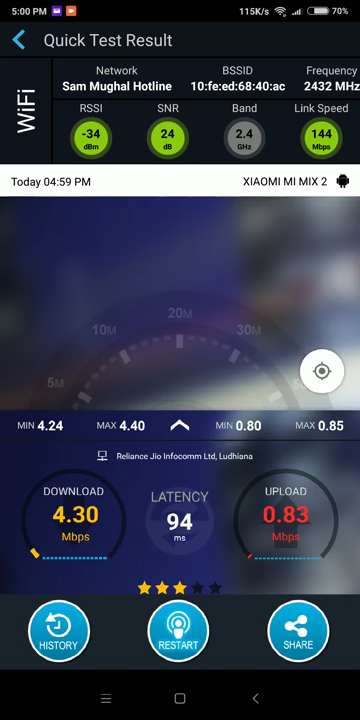 5:00 PM 115K/s 70%
Quick Test Result
WiFi
Network BSSID Frequency
Sam Mughal Hotline 10:fe:ed:68:40:ac 2432 MHz
RSSI SNR Band Link Speed
-34 24 2.4 144
dBm dB GHz Mbps
Today 04:59 PM XIAOMI MI MIX 2
20M
10M 30M
5M
MIN 4.24 MAX 4.40 MIN 0.80 MAX 0.85
Reliance Jio Infocomm Ltd, Ludhiana
DOWNLOAD LATENCY UPLOAD
4.30 94 0.83
Mbps ms Mbps
HISTORY RESTART SHARE